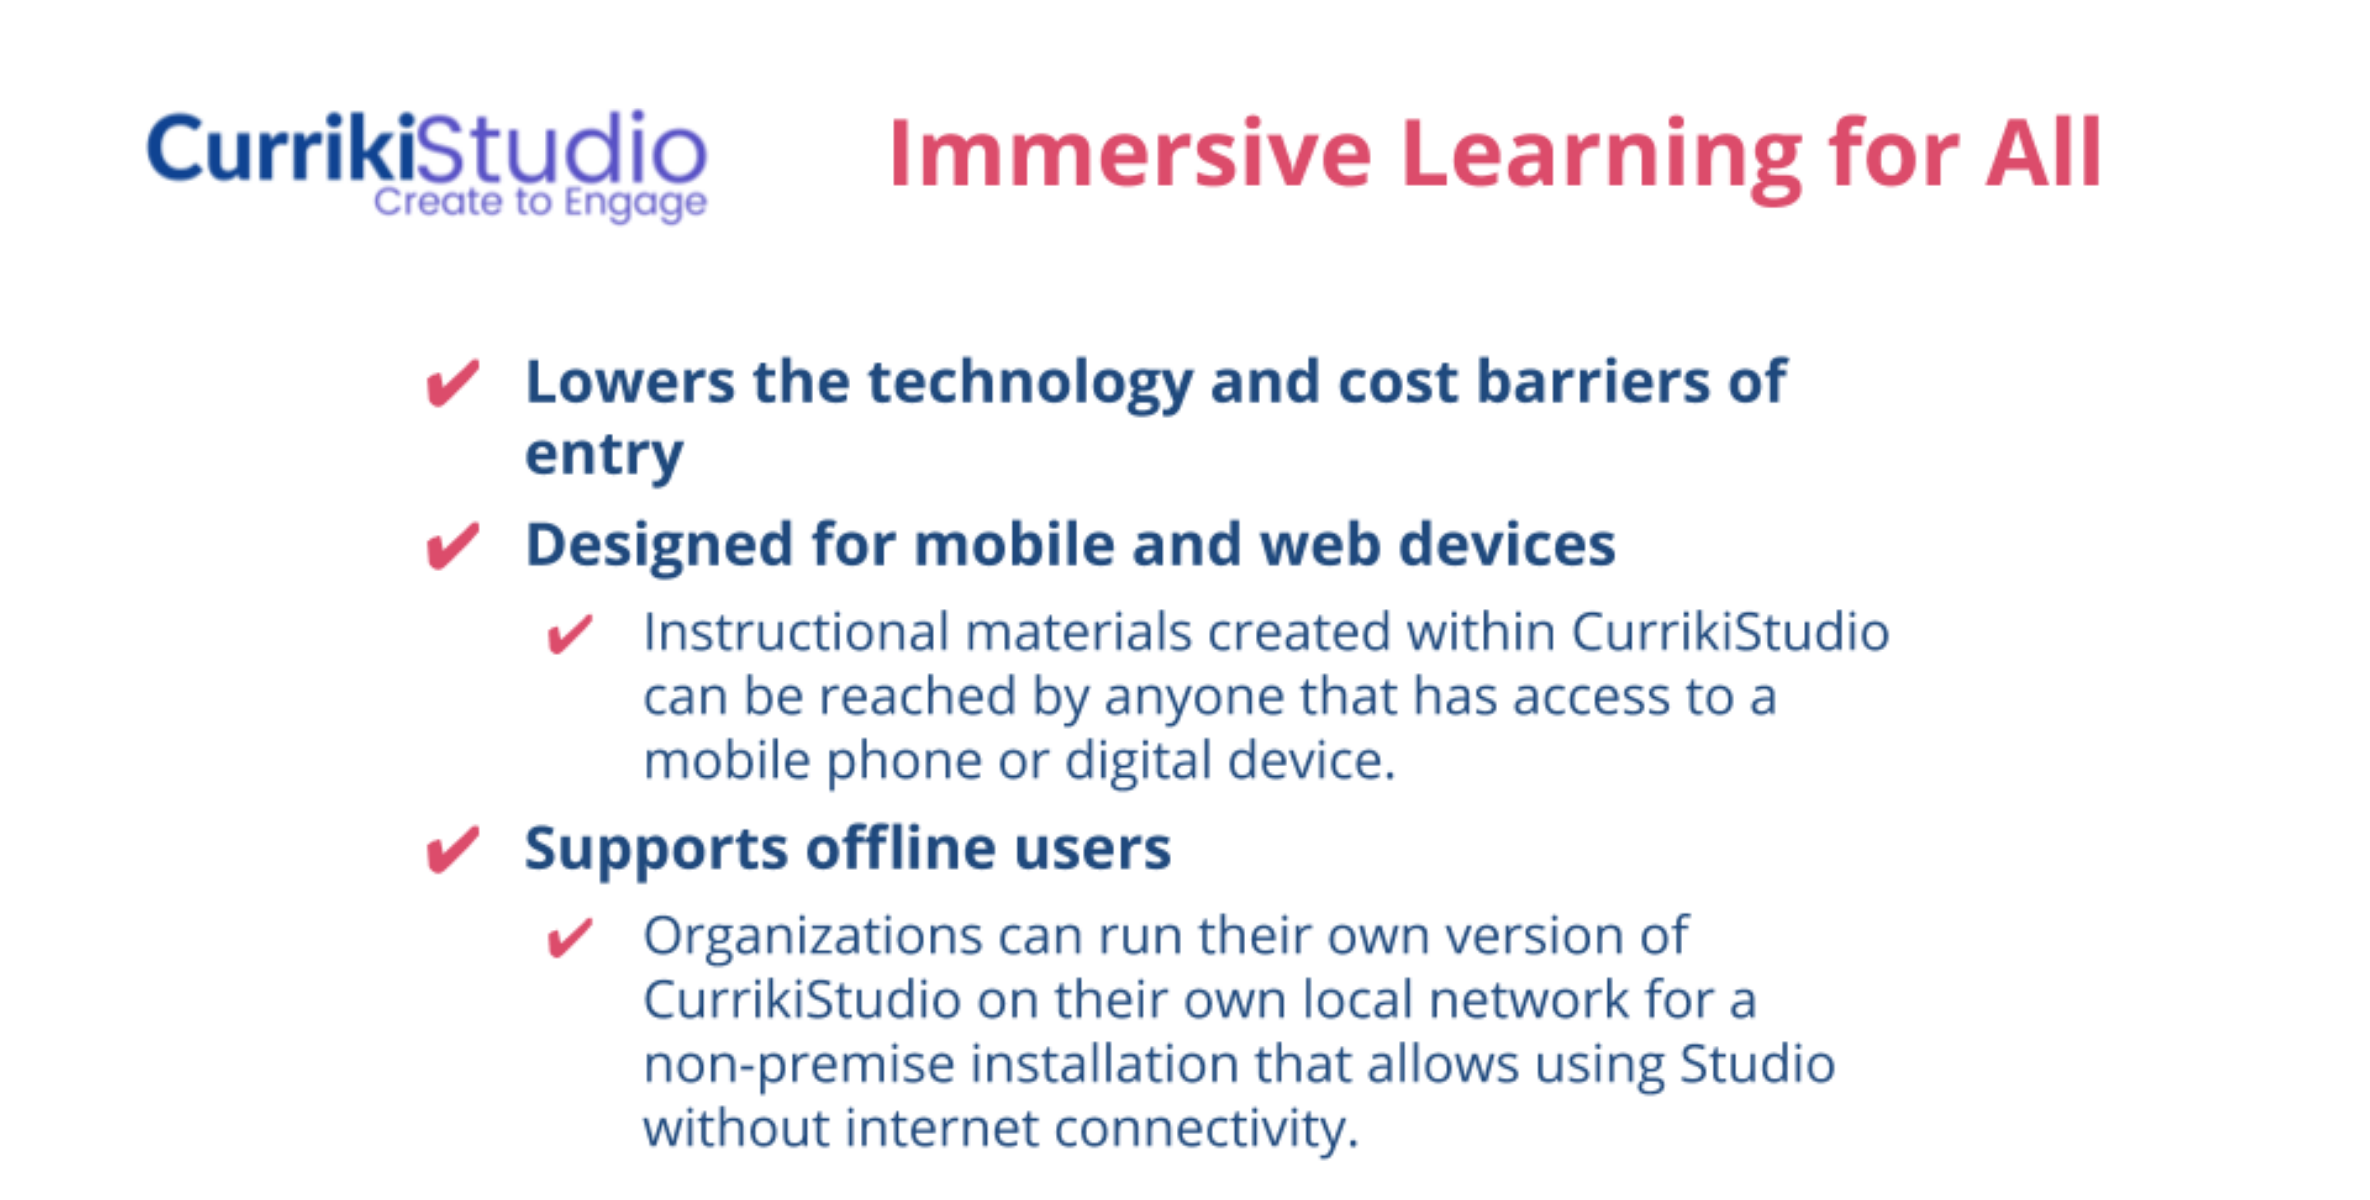 CurrikiStudio
Create to Engage
Immersive Learning for All
✔ Lowers the technology and cost barriers of
entry
✔ Designed for mobile and web devices
✔ Instructional materials created within CurrikiStudio
can be reached by anyone that has access to a
mobile phone or digital device.
✔ Supports offline users
✔ Organizations can run their own version of
CurrikiStudio on their own local network for a
non-premise installation that allows using Studio
without internet connectivity.